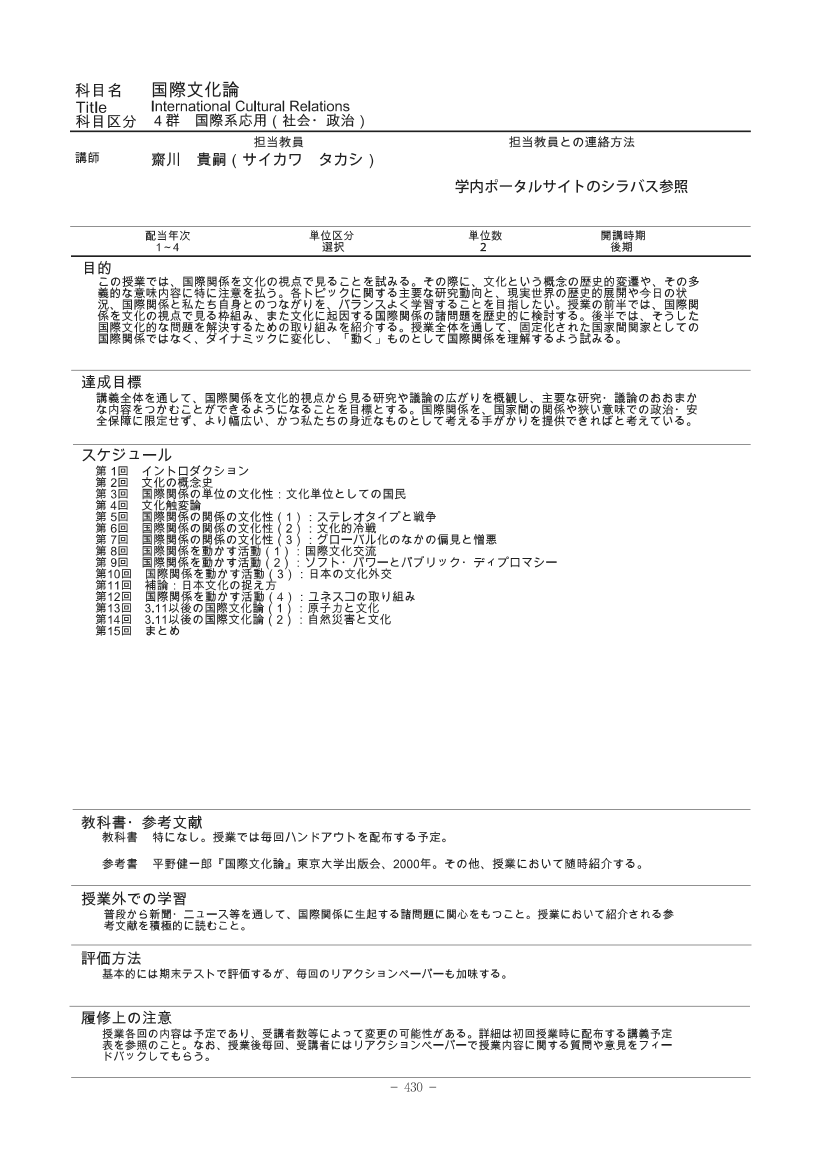 科目名　国際文化論
Title　International Cultural Relations
科目区分　４群　国際系応用（社会・政治）
担当教員　担当教員との連絡方法
講師　齋川　貴嗣（サイカワ　タカシ）
学内ポータルサイトのシラバス参照
配当年次　単位区分　単位数　開講時期
1～4　選択　2　後期
目的
この授業では、国際関係を文化の視点で見ることを試みる。その際に、文化という概念の歴史的変遷や、その多
義的な意味内容に特に注意を払う。各トピックに関する主要な研究動向と、現実世界の歴史的展開や今日の状
況、国際関係と私たち自身とのつながりを、バランスよく学習することを目指したい。授業の前半では、国際関
係を文化の視点で見る枠組み、また文化に起因する国際関係の諸問題を歴史的に検討する。後半では、そうした
国際文化的な問題を解決するための取り組みを紹介する。授業全体を通して、固定化された国家間関家としての
国際関係ではなく、ダイナミックに変化し、「動く」ものとして国際関係を理解するよう試みる。
達成目標
講義全体を通して、国際関係を文化的視点から見る研究や議論の広がりを概観し、主要な研究・議論のおおまか
な内容をつかむことができるようになることを目標とする。国際関係を、国家間の関係や狭い意味での政治・安
全保障に限定せず、より幅広い、かつ私たちの身近なものとして考える手がかりを提供できればと考えている。
スケジュール
第 1回　イントロダクション
第 2回　文化の概念史
第 3回　国際関係の単位の文化性：文化単位としての国民
第 4回　文化触変論
第 5回　国際関係の関係の文化性（1）：ステレオタイプと戦争
第 6回　国際関係の関係の文化性（2）：文化的冷戦
第 7回　国際関係の関係の文化性（3）：グローバル化のなかの偏見と憎悪
第 8回　国際関係を動かす活動（1）：国際文化交流
第 9回　国際関係を動かす活動（2）：ソフト・パワーとパブリック・ディプロマシー
第10回　国際関係を動かす活動（3）：日本の文化外交
第11回　補論：日本文化の捉え方
第12回　国際関係を動かす活動（4）：ユネスコの取り組み
第13回　3.11以後の国際文化論（1）：原子力と文化
第14回　3.11以後の国際文化論（2）：自然災害と文化
第15回　まとめ
教科書・参考文献
教科書　特になし。授業では毎回ハンドアウトを配布する予定。
参考書　平野健一郎『国際文化論』東京大学出版会、2000年。その他、授業において随時紹介する。
授業外での学習
普段から新聞・ニュース等を通して、国際関係に生起する諸問題に関心をもつこと。授業において紹介される参
考文献を積極的に読むこと。
評価方法
基本的には期末テストで評価するが、毎回のリアクションペーパーも加味する。
履修上の注意
授業各回の内容は予定であり、受講者数等によって変更の可能性がある。詳細は初回授業時に配布する講義予定
表を参照のこと。なお、授業後毎回、受講者にはリアクションペーパーで授業内容に関する質問や意見をフィー
ドバックしてもらう。
− 430 −